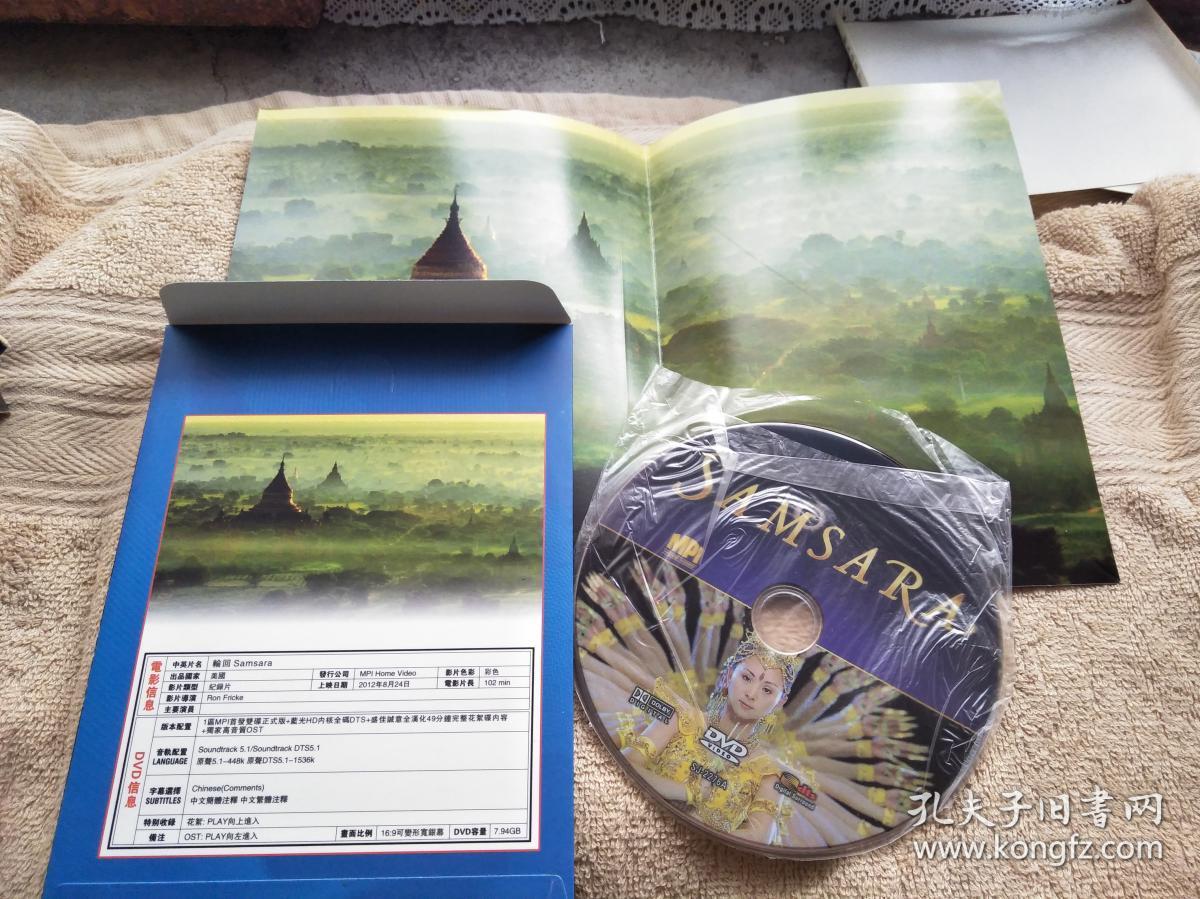 SAMSARA
MPI
DOLBY
DIGITAL
DVD
VIDEO
SJ-2278A
dts
Digital Surround
電影信息
中英片名 輪回 Samsara
出品國家 美國 發行公司 MPI Home Video 影片色彩 彩色
影片類型 紀錄片 上映日期 2012年8月24日 電影片長 102 min
影片導演 Ron Fricke
主要演員
DVD信息
版本配置 1區MPI首發雙碟正式版+藍光HD內核全碼DTS+盛佳誠意全漢化49分鐘完整花絮碟內容
+獨家高音質OST
音軌配置 Soundtrack 5.1/Soundtrack DTS5.1
LANGUAGE 原聲5.1-448k 原聲DTS5.1-1536k
字幕選擇 Chinese(Comments)
SUBTITLES 中文簡體注釋 中文繁體注釋
特别收録 花絮: PLAY向上進入
備注 OST: PLAY向左進入 畫面比例 16:9可變形寬銀幕 DVD容量 7.94GB
孔夫子旧書网
www.kongfz.com